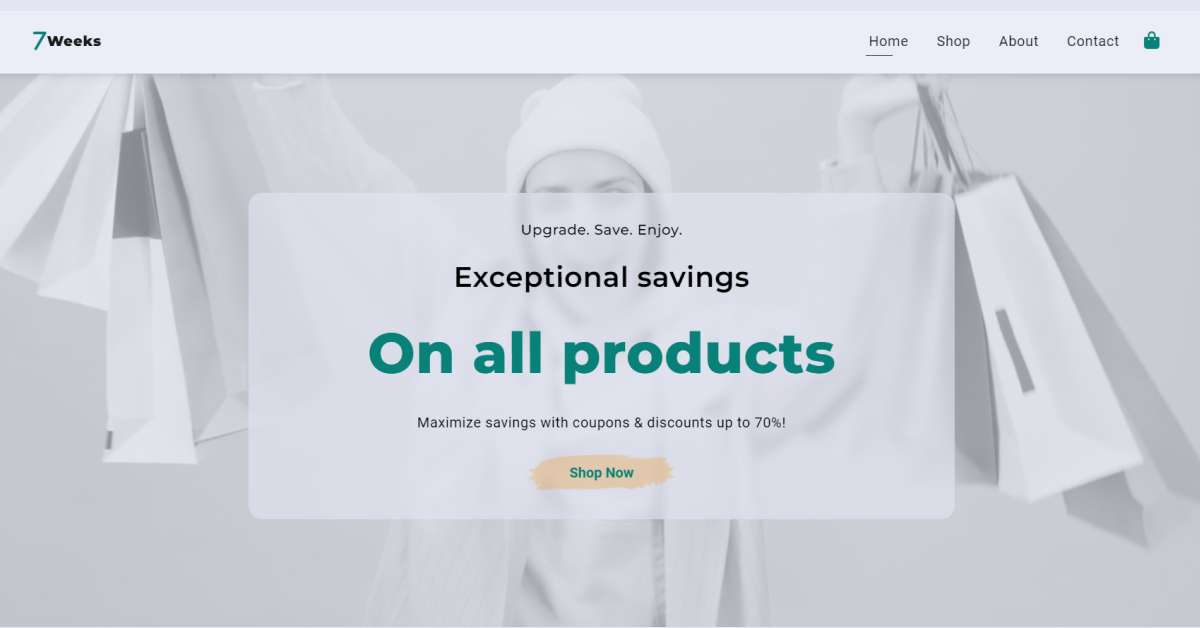 7Weeks
Home Shop About Contact
Upgrade. Save. Enjoy.
Exceptional savings
On all products
Maximize savings with coupons & discounts up to 70%!
Shop Now